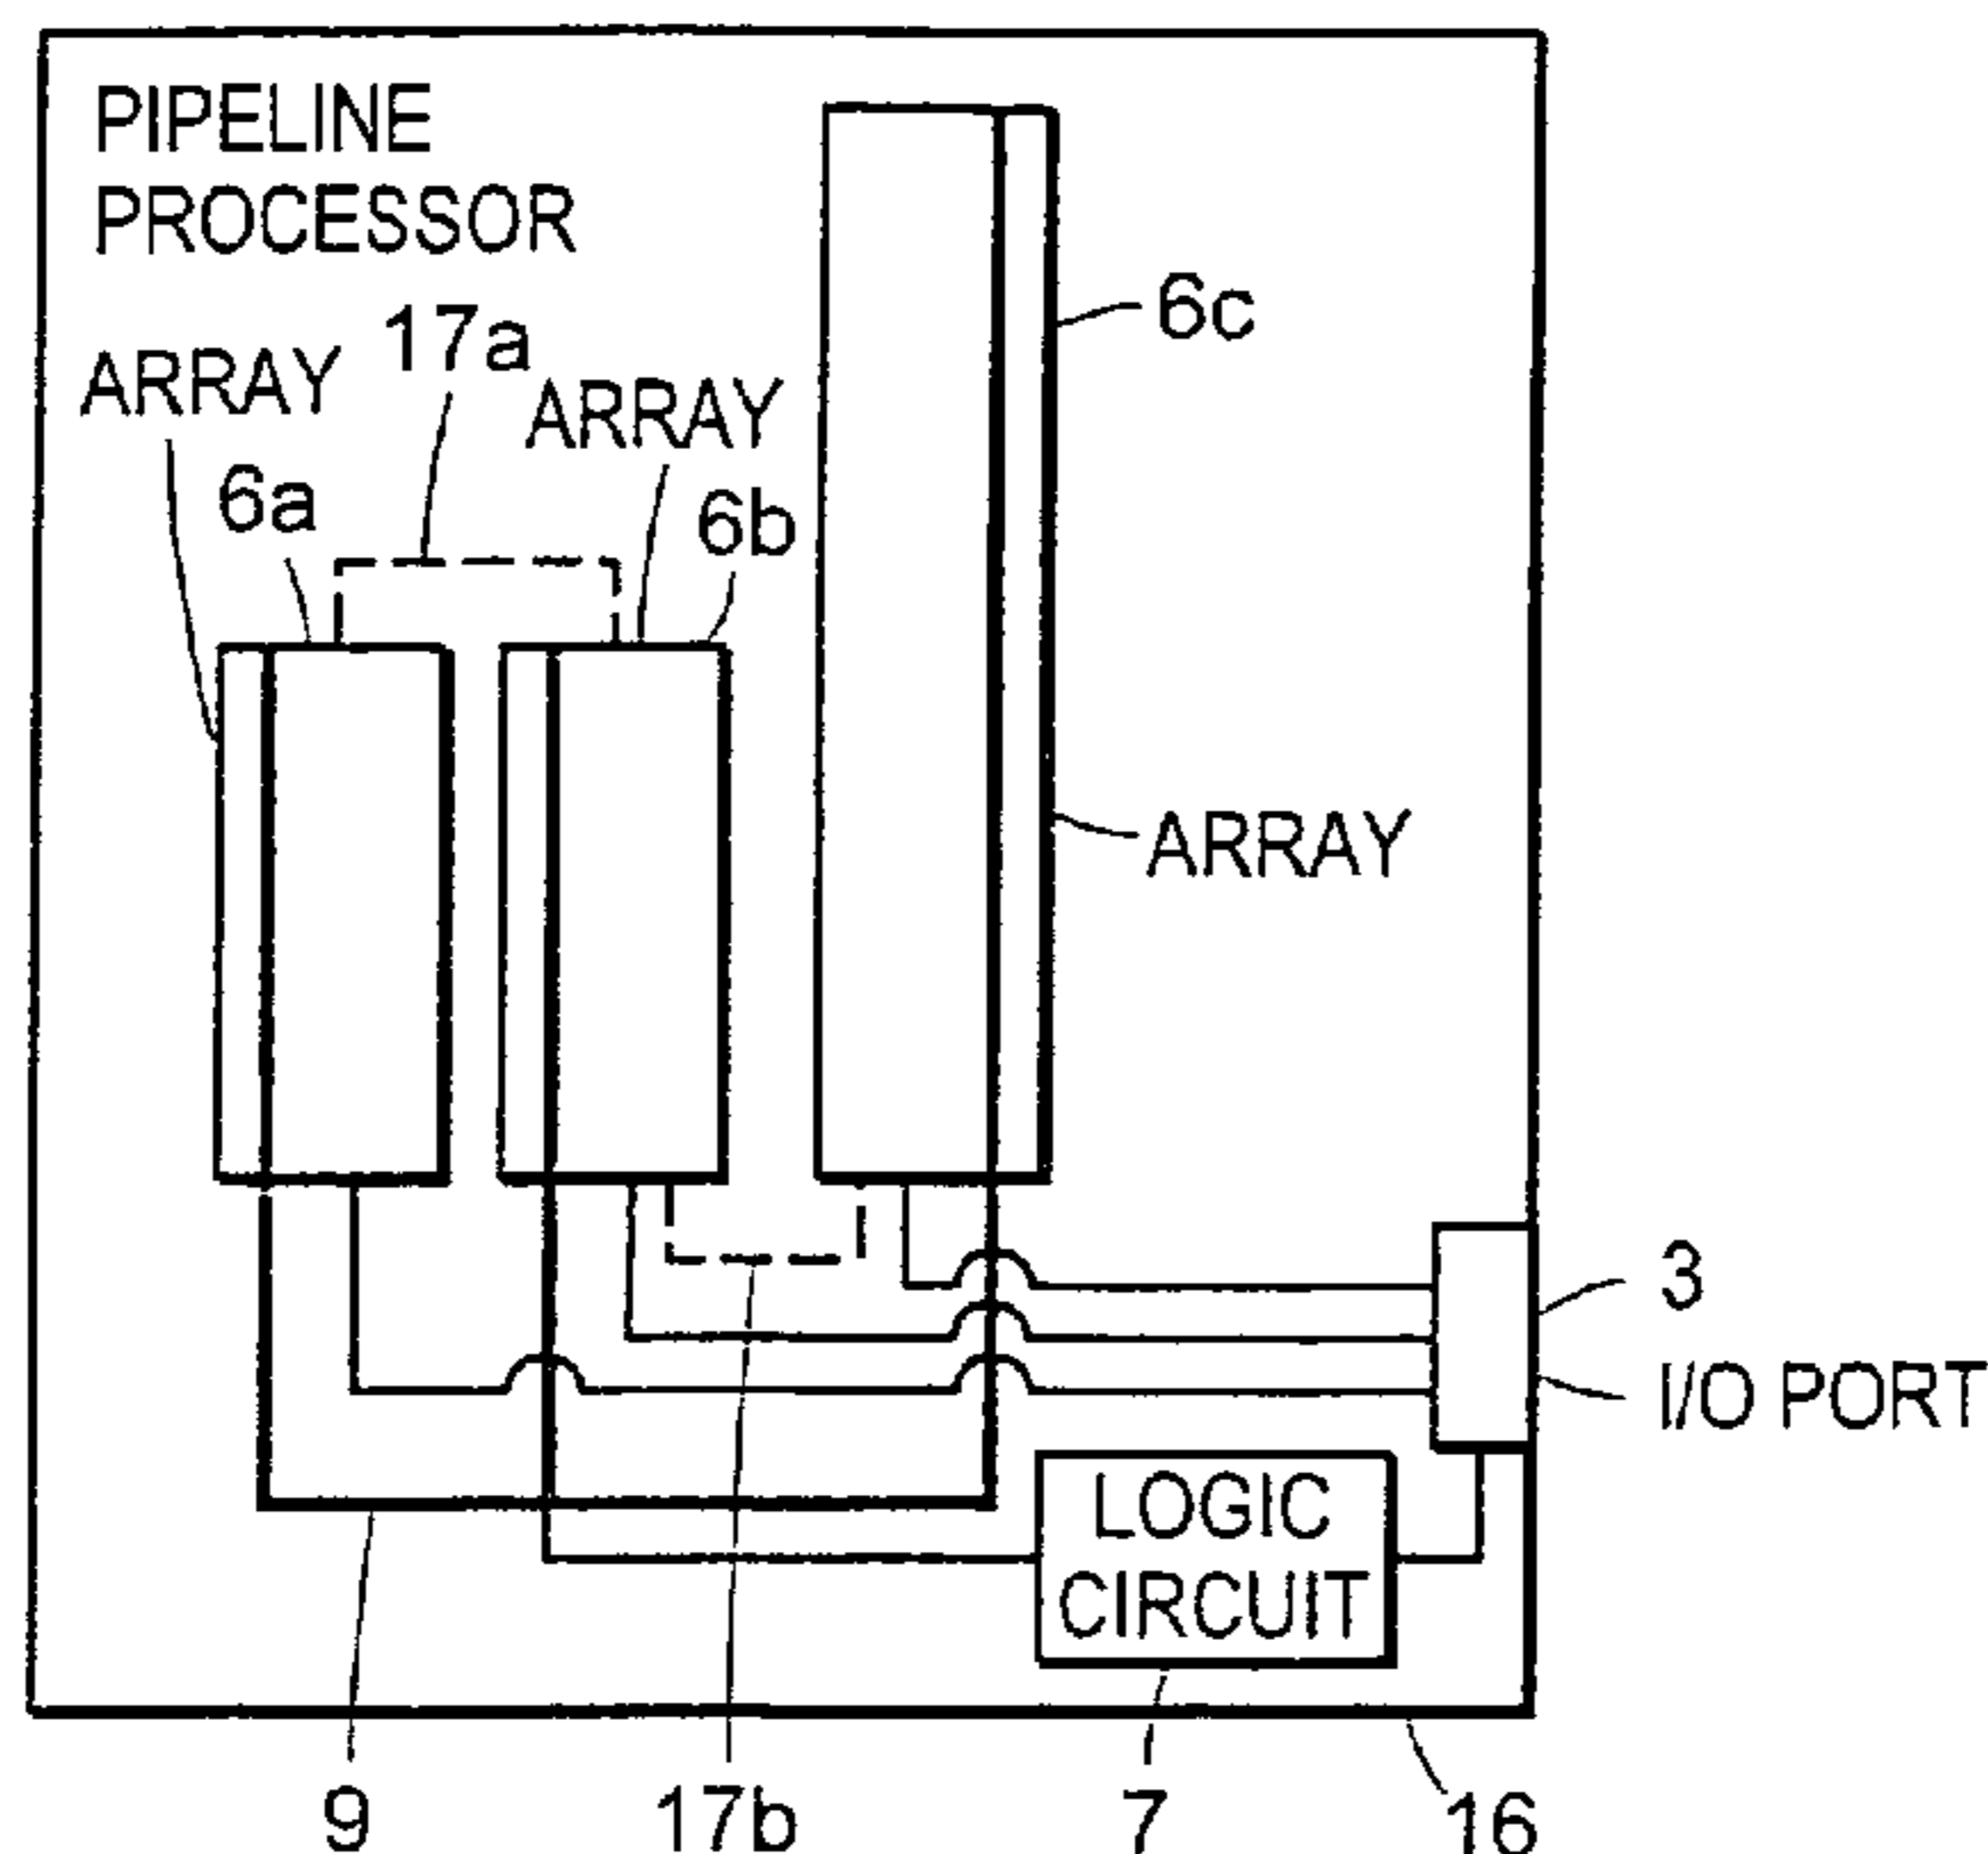 PIPELINE
PROCESSOR
17a
6c
ARRAY
ARRAY
6a
6b
ARRAY
3
I/O PORT
LOGIC
CIRCUIT
9
17b
7
16